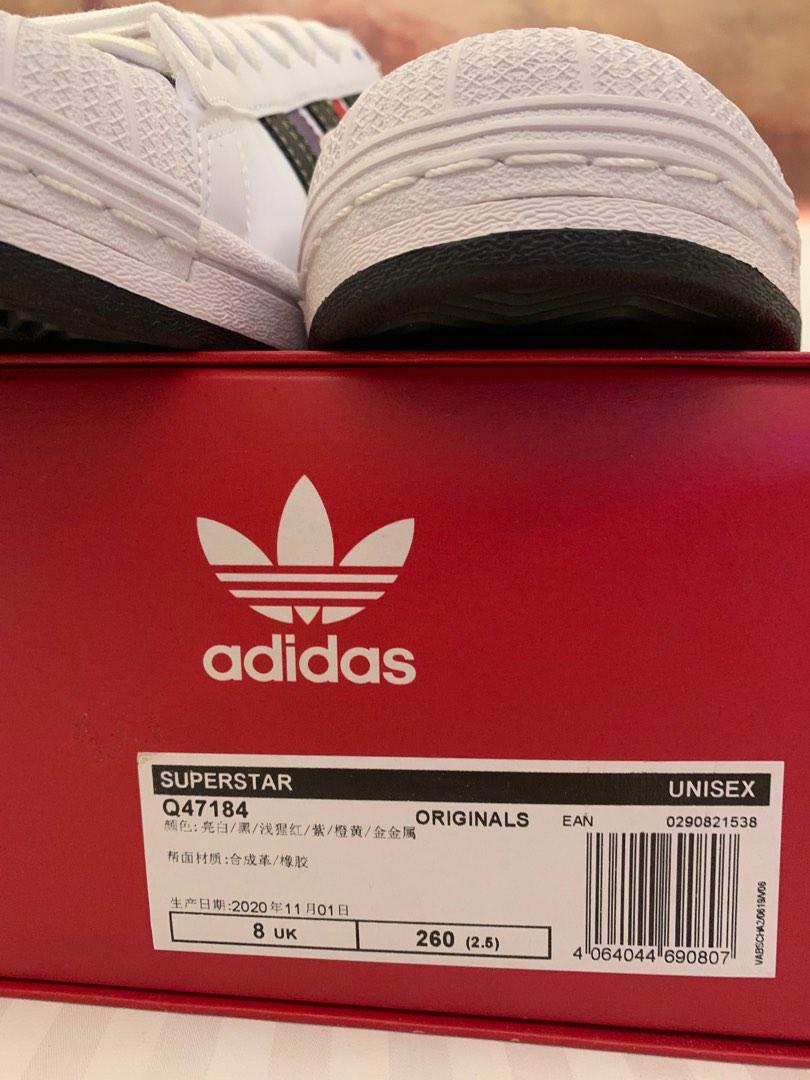 adidas
SUPERSTAR UNISEX
Q47184 ORIGINALS EAN 0290821538
颜色:亮白/黑/浅猩红/紫/橙黄/金金属
帮面材质:合成革/橡胶
生产日期:2020年11月01日
8 UK 260 (2.5)
4 064044 690807